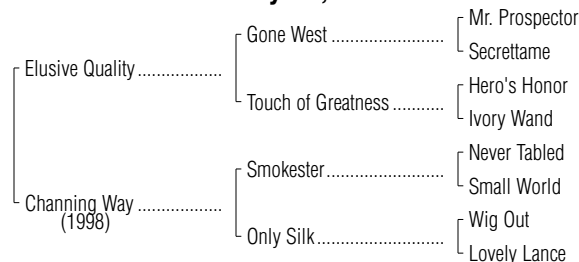 Mr. Prospector
Gone West
Secrettame
Elusive Quality
Hero's Honor
Touch of Greatness
Ivory Wand
Never Tabled
Smokester
Small World
Channing Way
(1998)
Wig Out
Only Silk
Lovely Lance